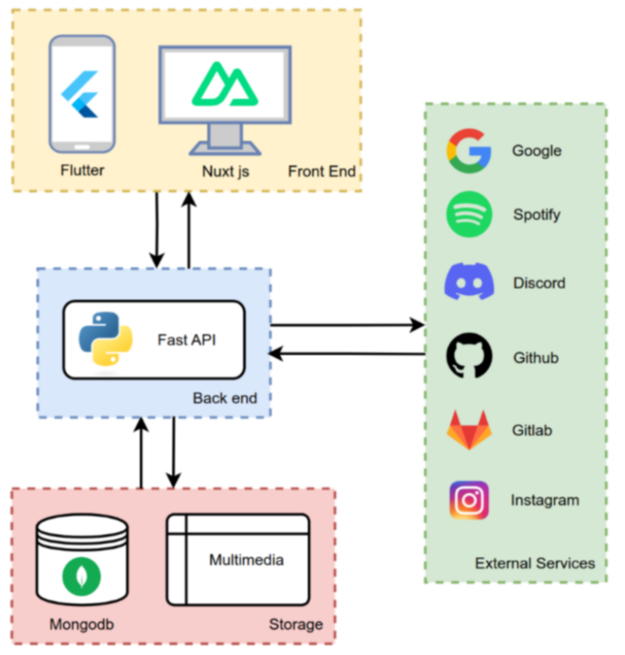 Flutter
Nuxt js
Front End
Google
Spotify
Discord
Github
Gitlab
Instagram
External Services
Fast API
Back end
Multimedia
Mongodb
Storage